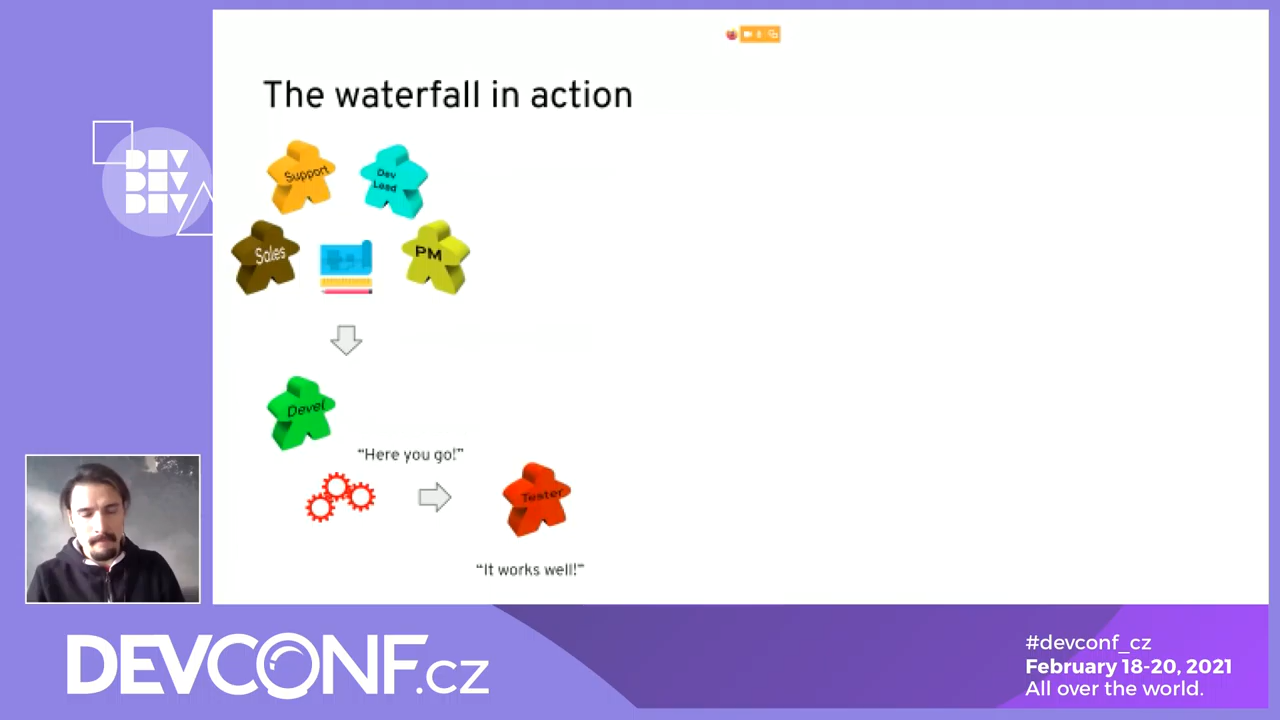 The waterfall in action
Support
Dev
Lead
Sales
PM
Devel
"Here you go!"
Tester
"It works well!"
DEV
DEV
DEV
DEVCONF.cz
#devconf_cz
February 18-20, 2021
All over the world.